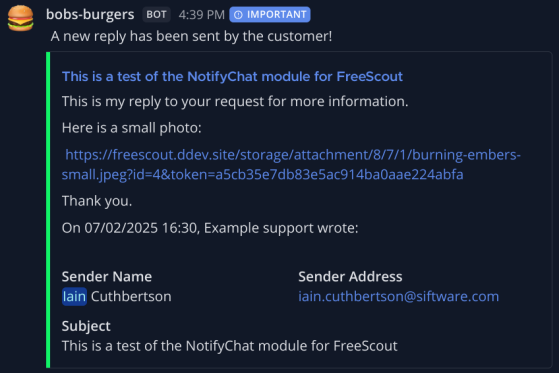 bobs-burgers BOT 4:39 PM IMPORTANT
A new reply has been sent by the customer!
This is a test of the NotifyChat module for FreeScout
This is my reply to your request for more information.
Here is a small photo:
https://freescout.ddev.site/storage/attachment/8/7/1/burning-embers-
small.jpeg?id=4&token=a5cb35e7db83e5ac914ba0aae224abfa
Thank you.
On 07/02/2025 16:30, Example support wrote:
Sender Name Sender Address
Iain Cuthbertson iain.cuthbertson@siftware.com
Subject
This is a test of the NotifyChat module for FreeScout